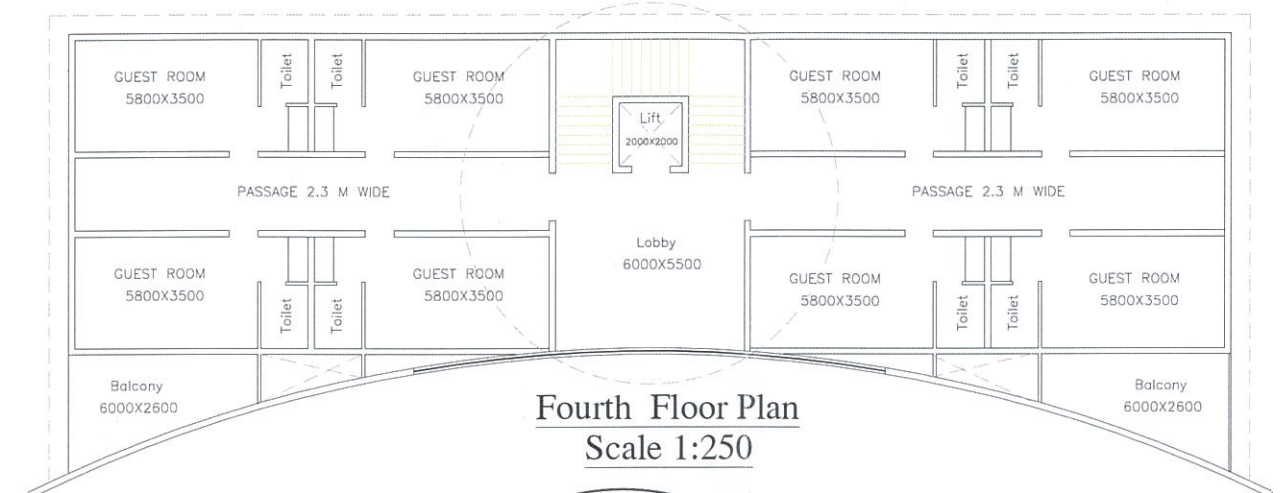 GUEST ROOM
5800X3500
Toilet
Toilet
GUEST ROOM
5800X3500
Lift
2000X2000
GUEST ROOM
5800X3500
Toilet
Toilet
GUEST ROOM
5800X3500
PASSAGE 2.3 M WIDE
PASSAGE 2.3 M WIDE
GUEST ROOM
5800X3500
Toilet
Toilet
GUEST ROOM
5800X3500
Lobby
6000X5500
GUEST ROOM
5800X3500
Toilet
Toilet
GUEST ROOM
5800X3500
Balcony
6000X2600
Balcony
6000X2600
Fourth Floor Plan
Scale 1:250